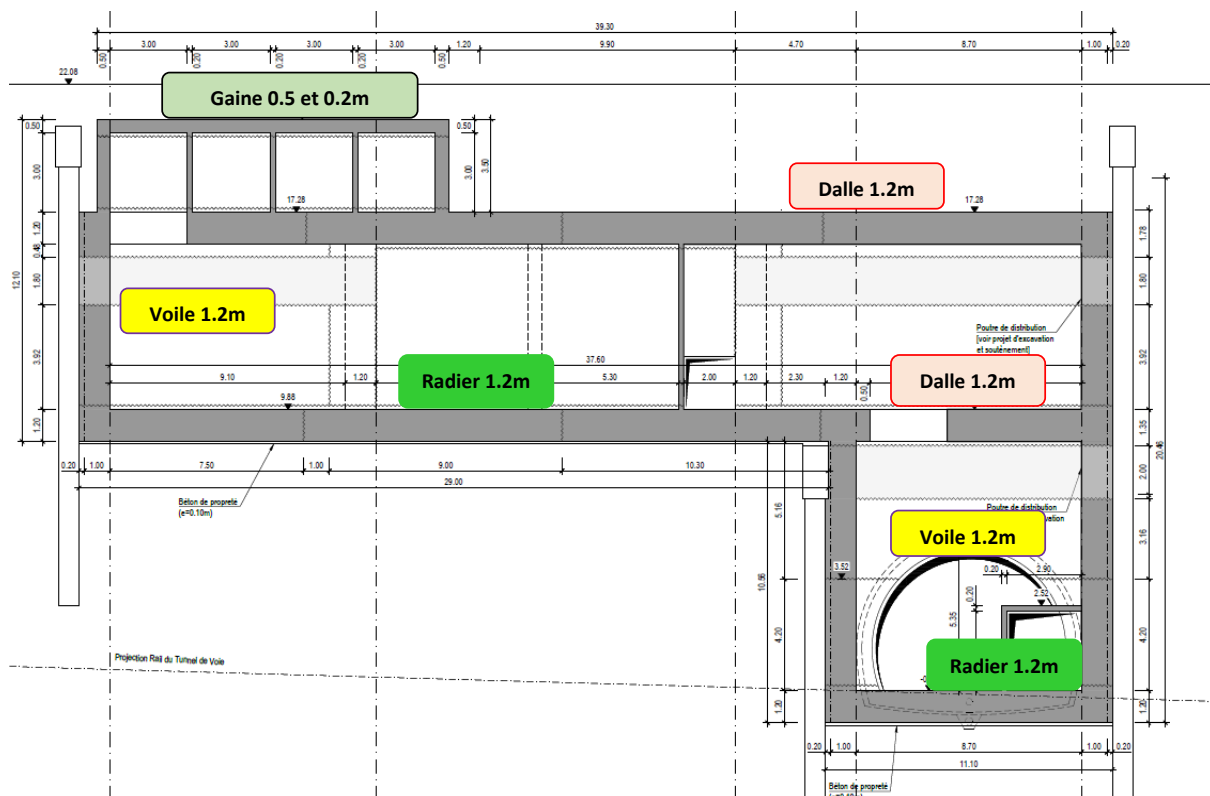 39.30
3.00 3.00 3.00 3.00 1.20 9.90 4.70 8.70 1.00 0.20
0.50 0.20 0.20 0.20 0.50
22.08
Gaine 0.5 et 0.2m
0.50 0.50
3.00 3.00 3.50
Dalle 1.2m
17.28 17.28
1.20 1.78
0.48
12.10 1.80 1.80
Voile 1.2m
Poutre de distribution
[voir projet d'excavation
et soutènement]
3.92 3.92
37.60
Radier 1.2m
Dalle 1.2m
9.10 1.20 5.30 2.00 1.20 2.30 1.20 0.50
9.88
1.20 1.35
20.46
0.20 1.00 7.50 1.00 9.00 10.30
29.00
Béton de propreté
(e=0.10m)
2.00
Poutre de distribution
5.16
Voile 1.2m
3.16
3.52
0.20 2.90
10.56
2.52
0.20
5.35
4.20 4.20
Projection Rail du Tunnel de Voie
Radier 1.2m
1.20 1.20
0.20 1.00 8.70 1.00 0.20
11.10
Béton de propreté